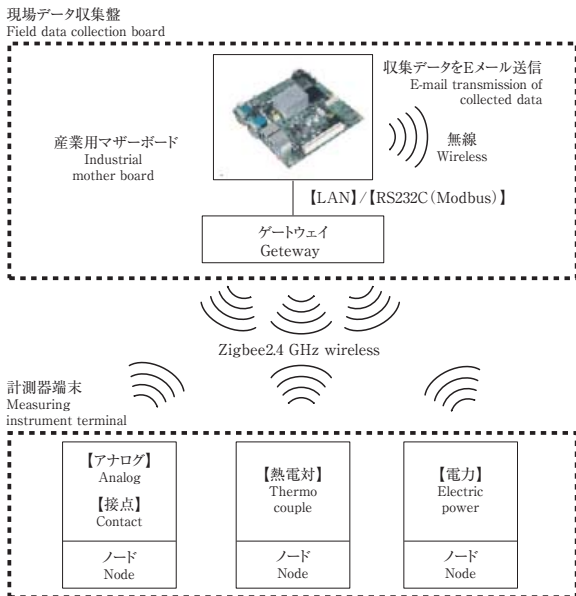 現場データ収集盤
Field data collection board
収集データをEメール送信
E-mail transmission of
collected data
産業用マザーボード
Industrial
mother board
無線
Wireless
【LAN】/【RS232C(Modbus)】
ゲートウェイ
Geteway
Zigbee2.4 GHz wireless
計測器端末
Measuring
instrument terminal
【アナログ】
Analog
【接点】
Contact
ノード
Node
【熱電対】
Thermo
couple
ノード
Node
【電力】
Electric
power
ノード
Node